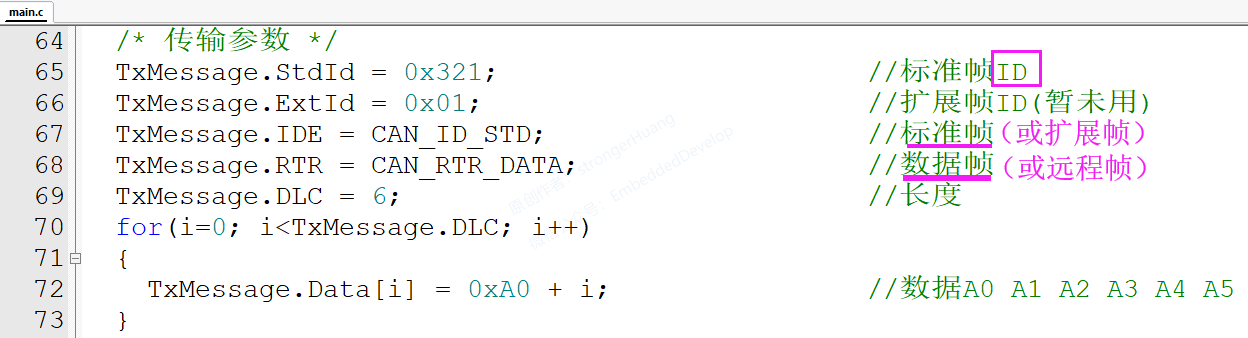 main.c
64 /* 传输参数 */
65 TxMessage.StdId = 0x321; //标准帧ID
66 TxMessage.ExtId = 0x01; //扩展帧ID(暂未用)
67 TxMessage.IDE = CAN_ID_STD; //标准帧（或扩展帧）
68 TxMessage.RTR = CAN_RTR_DATA; //数据帧（或远程帧）
69 TxMessage.DLC = 6; //长度
70 for(i=0; i<TxMessage.DLC; i++)
71 {
72 TxMessage.Data[i] = 0xA0 + i; //数据A0 A1 A2 A3 A4 A5
73 }
原创作者：strongerHuang
号 EmbeddedDevelop